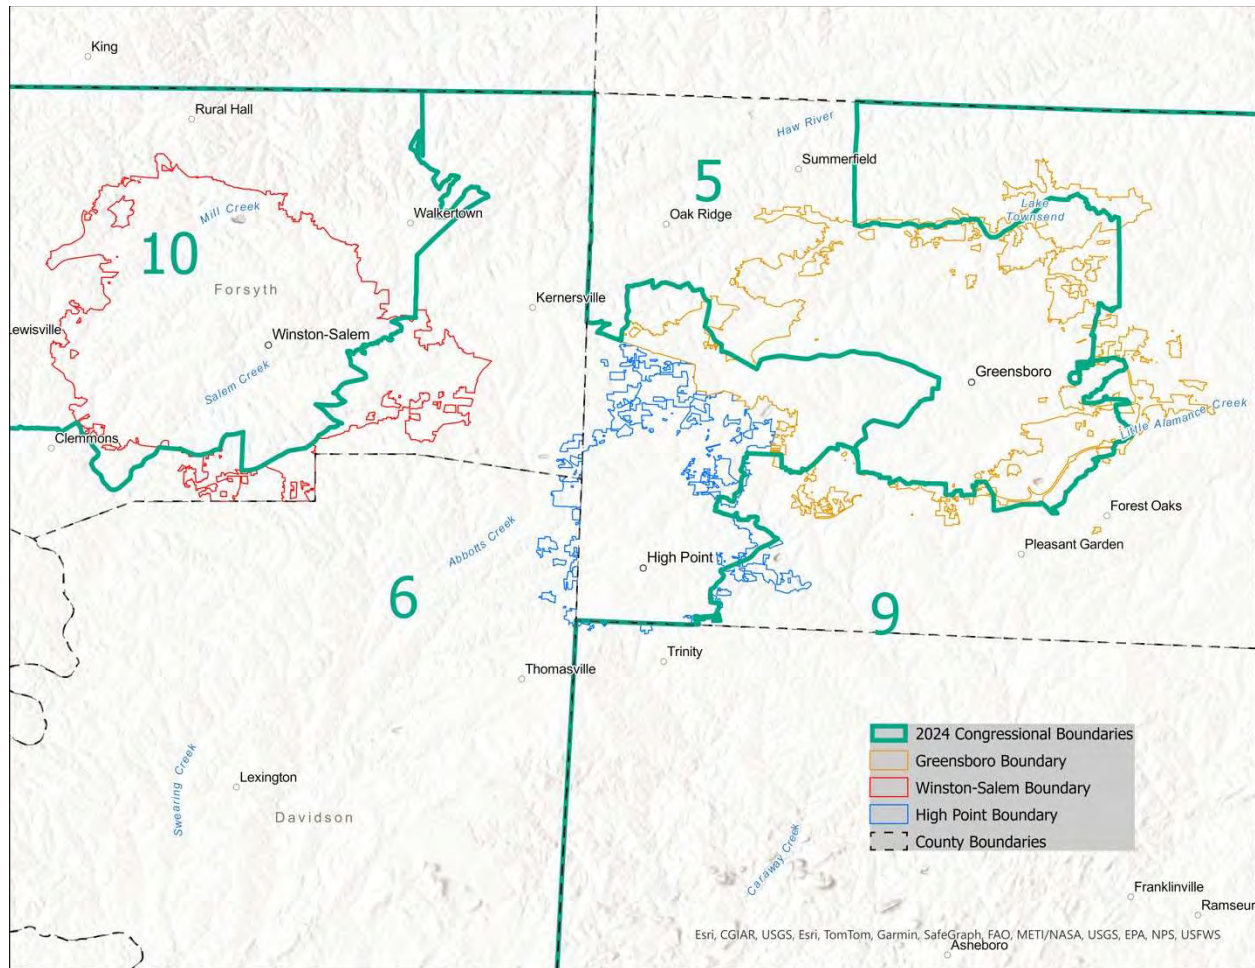 King
Rural Hall
Haw River
Summerfield
5
Mill Creek
Walkertown
Oak Ridge
Lake
Townsend
10
Forsyth
Kernersville
Lewisville
Winston-Salem
Salem Creek
Greensboro
Clemmons
Little Alamance Creek
Forest Oaks
Abbotts Creek
Pleasant Garden
High Point
6
9
Trinity
Thomasville
2024 Congressional Boundaries
Greensboro Boundary
Winston-Salem Boundary
High Point Boundary
County Boundaries
Swearing Creek
Lexington
Davidson
Caraway Creek
Franklinville
Ramseur
Esri, CGIAR, USGS, Esri, TomTom, Garmin, SafeGraph, FAO, METI/NASA, USGS, EPA, NPS, USFWS
Asheboro